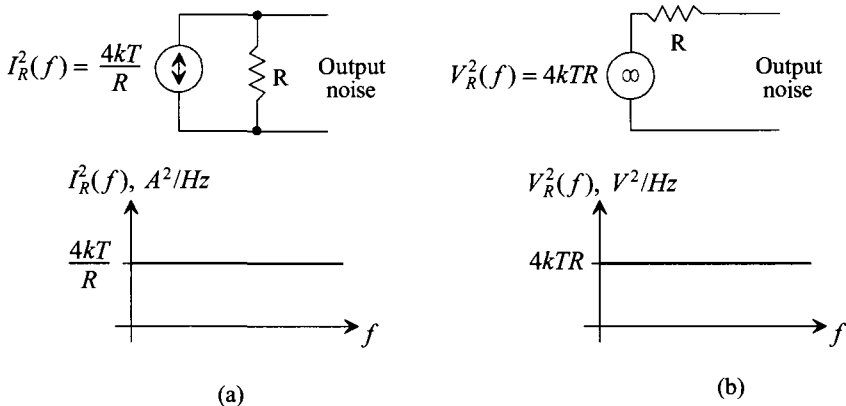 I_R^2(f) = 4kT/R
R
Output
noise
V_R^2(f) = 4kTR
∞
R
Output
noise
I_R^2(f), A^2/Hz
4kT/R
f
(a)
V_R^2(f), V^2/Hz
4kTR
f
(b)